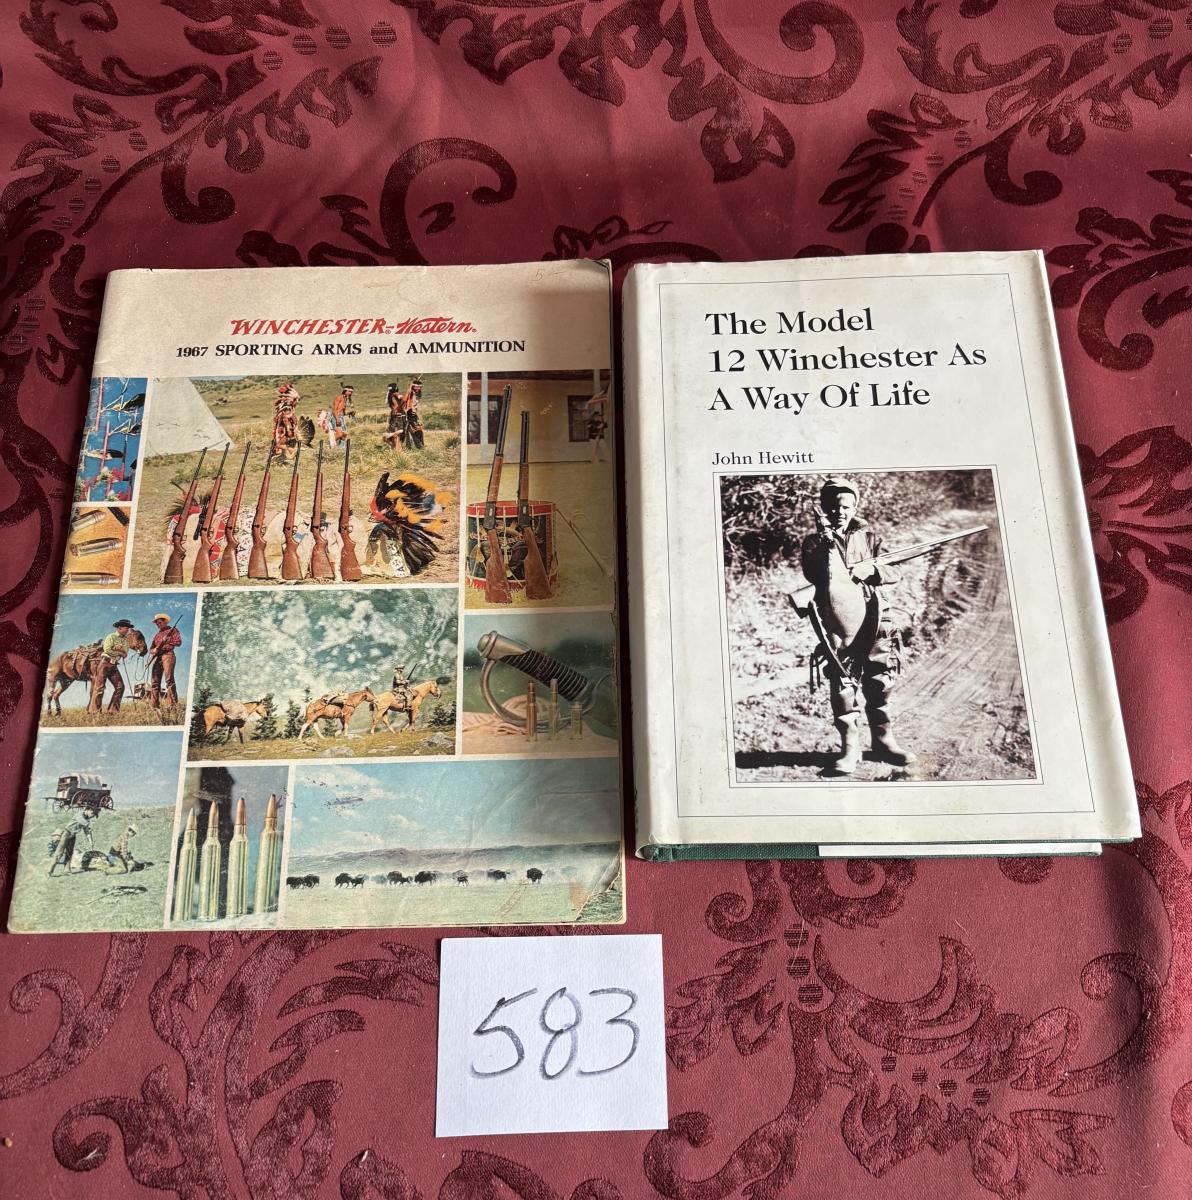 WINCHESTER-Western.
1967 SPORTING ARMS and AMMUNITION
The Model
12 Winchester As
A Way Of Life
John Hewitt
583